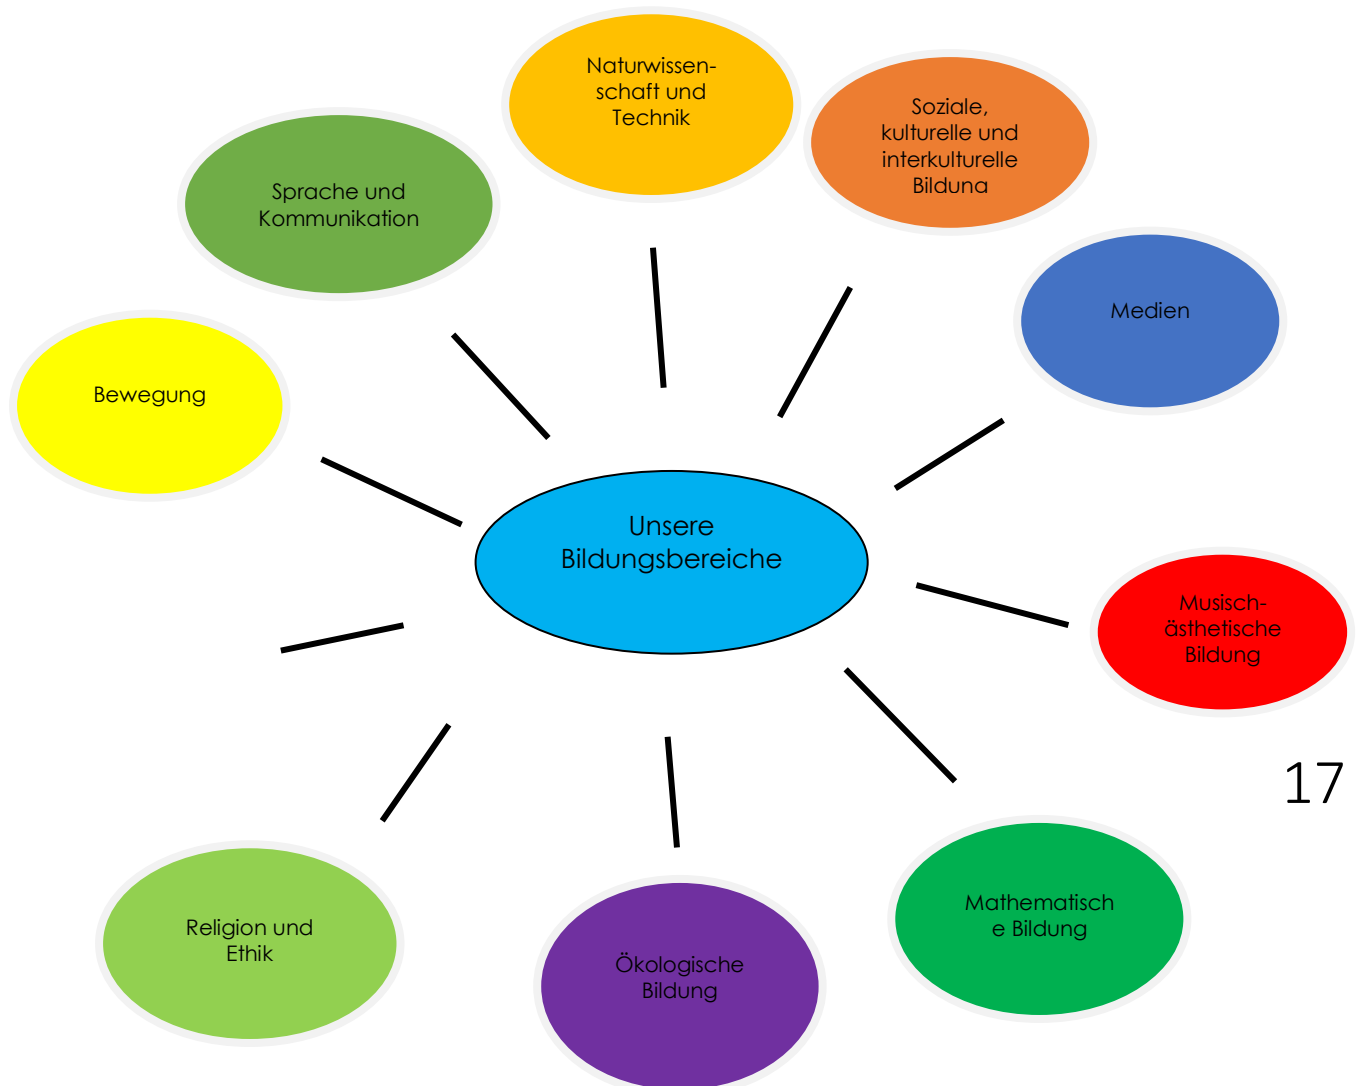 Naturwissen-
schaft und
Technik
Soziale,
kulturelle und
interkulturelle
Bilduna
Sprache und
Kommunikation
Medien
Bewegung
Unsere
Bildungsbereiche
Musisch-
ästhetische
Bildung
17
Mathematisch
e Bildung
Religion und
Ethik
Ökologische
Bildung